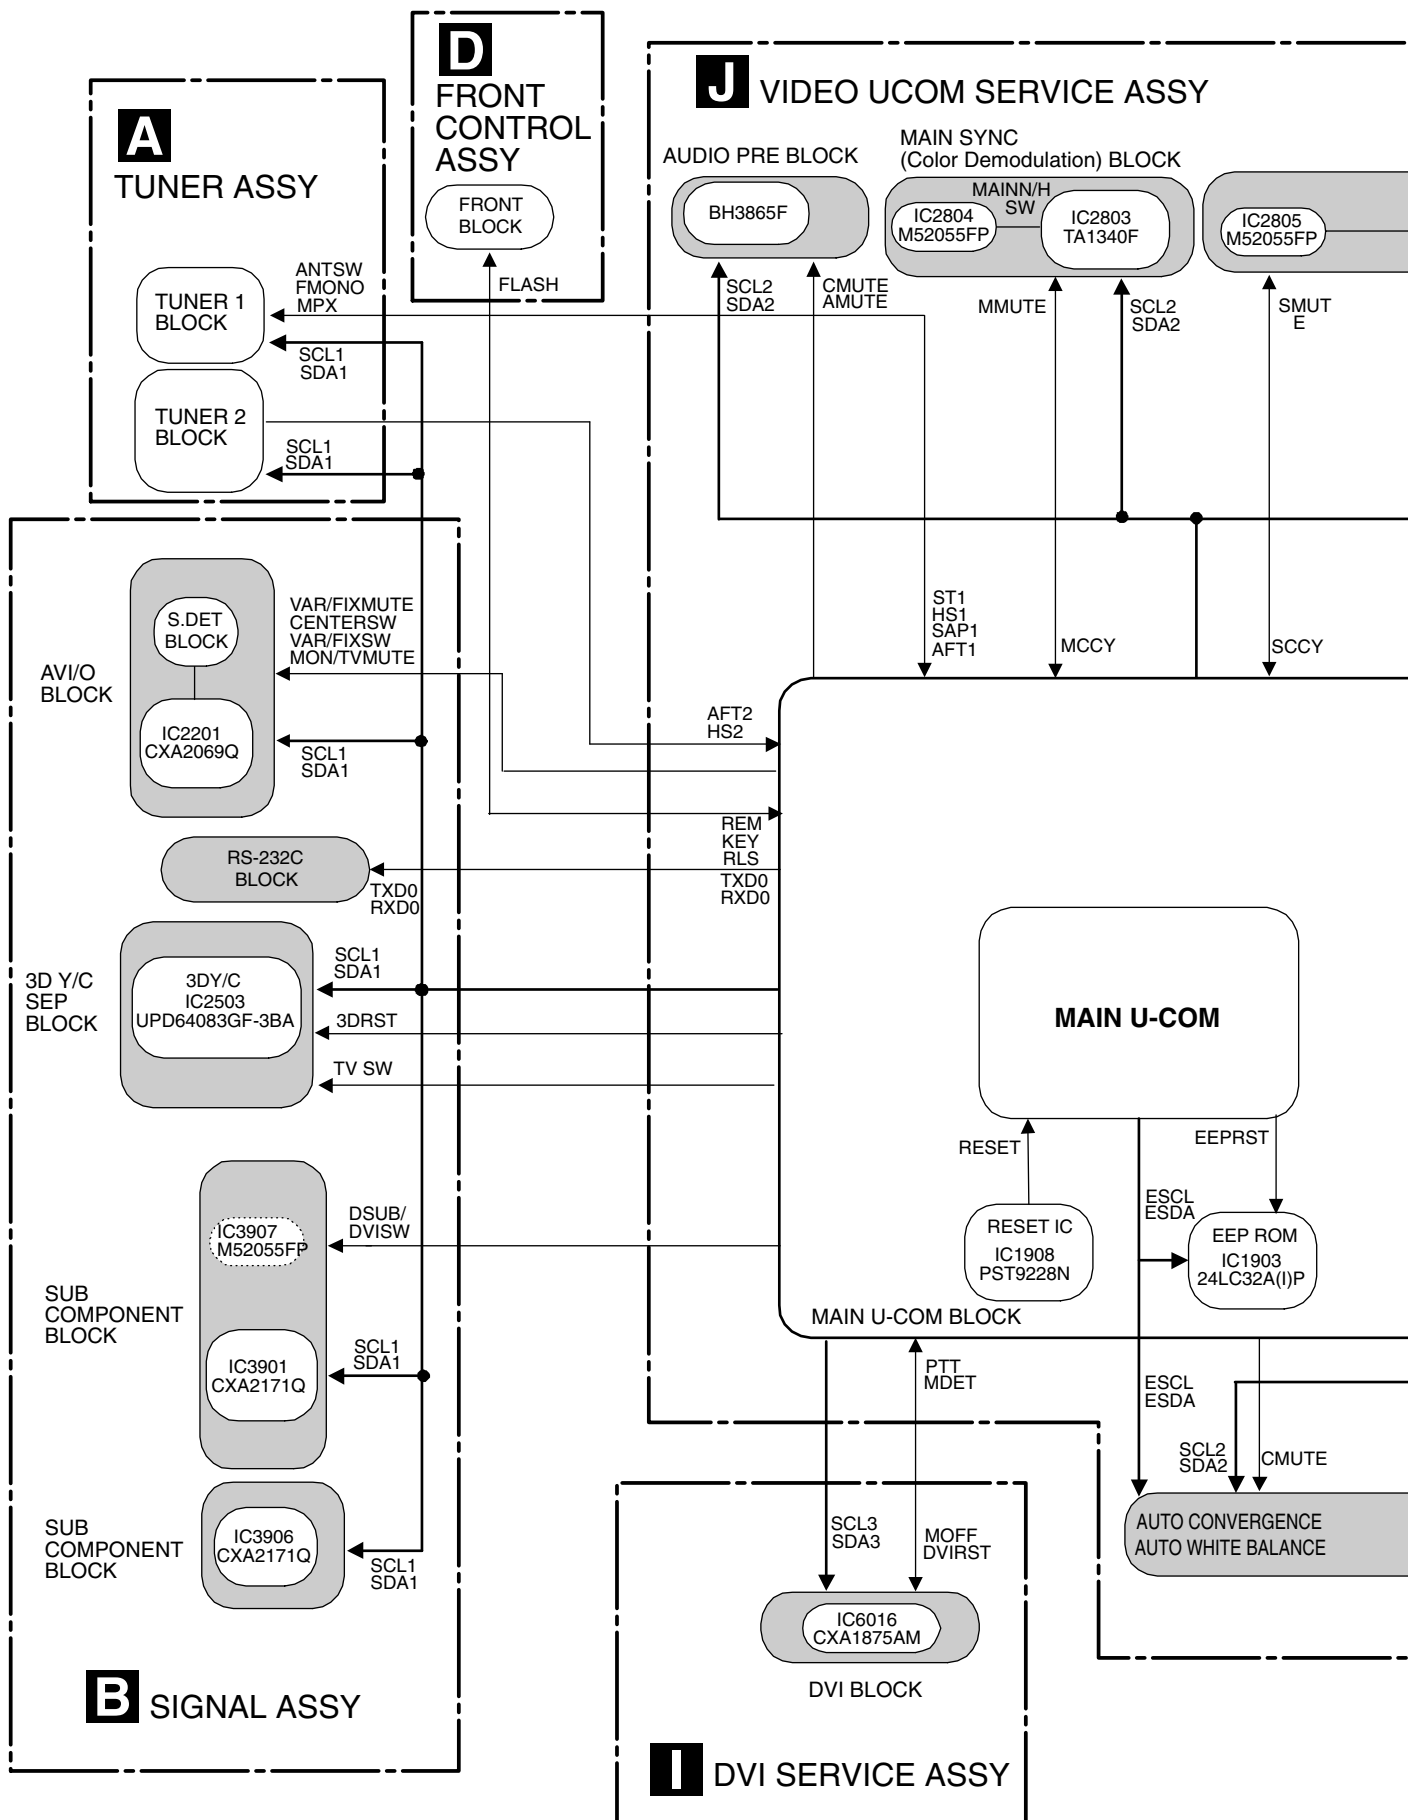 D
FRONT
CONTROL
ASSY
FRONT
BLOCK
FLASH
A
TUNER ASSY
TUNER 1
BLOCK
ANTSW
FMONO
MPX
SCL1
SDA1
TUNER 2
BLOCK
SCL1
SDA1
J VIDEO UCOM SERVICE ASSY
AUDIO PRE BLOCK
BH3865F
MAIN SYNC
(Color Demodulation) BLOCK
MAINN/H
SW
IC2804
M52055FP
IC2803
TA1340F
IC2805
M52055FP
SCL2
SDA2
CMUTE
AMUTE
MMUTE
SCL2
SDA2
SMUT
E
ST1
HS1
SAP1
AFT1
MCCY
SCCY
AVI/O
BLOCK
S.DET
BLOCK
IC2201
CXA2069Q
VAR/FIXMUTE
CENTERSW
VAR/FIXSW
MON/TVMUTE
SCL1
SDA1
AFT2
HS2
REM
KEY
RLS
TXD0
RXD0
RS-232C
BLOCK
TXD0
RXD0
3D Y/C
SEP
BLOCK
3DY/C
IC2503
UPD64083GF-3BA
SCL1
SDA1
3DRST
TV SW
MAIN U-COM
RESET
EEPRST
ESCL
ESDA
RESET IC
IC1908
PST9228N
EEP ROM
IC1903
24LC32A(I)P
MAIN U-COM BLOCK
SUB
COMPONENT
BLOCK
IC3907
M52055FP
DSUB/
DVISW
IC3901
CXA2171Q
SCL1
SDA1
SUB
COMPONENT
BLOCK
IC3906
CXA2171Q
SCL1
SDA1
B SIGNAL ASSY
PTT
MDET
ESCL
ESDA
SCL2
SDA2
CMUTE
AUTO CONVERGENCE
AUTO WHITE BALANCE
SCL3
SDA3
MOFF
DVIRST
IC6016
CXA1875AM
DVI BLOCK
I DVI SERVICE ASSY